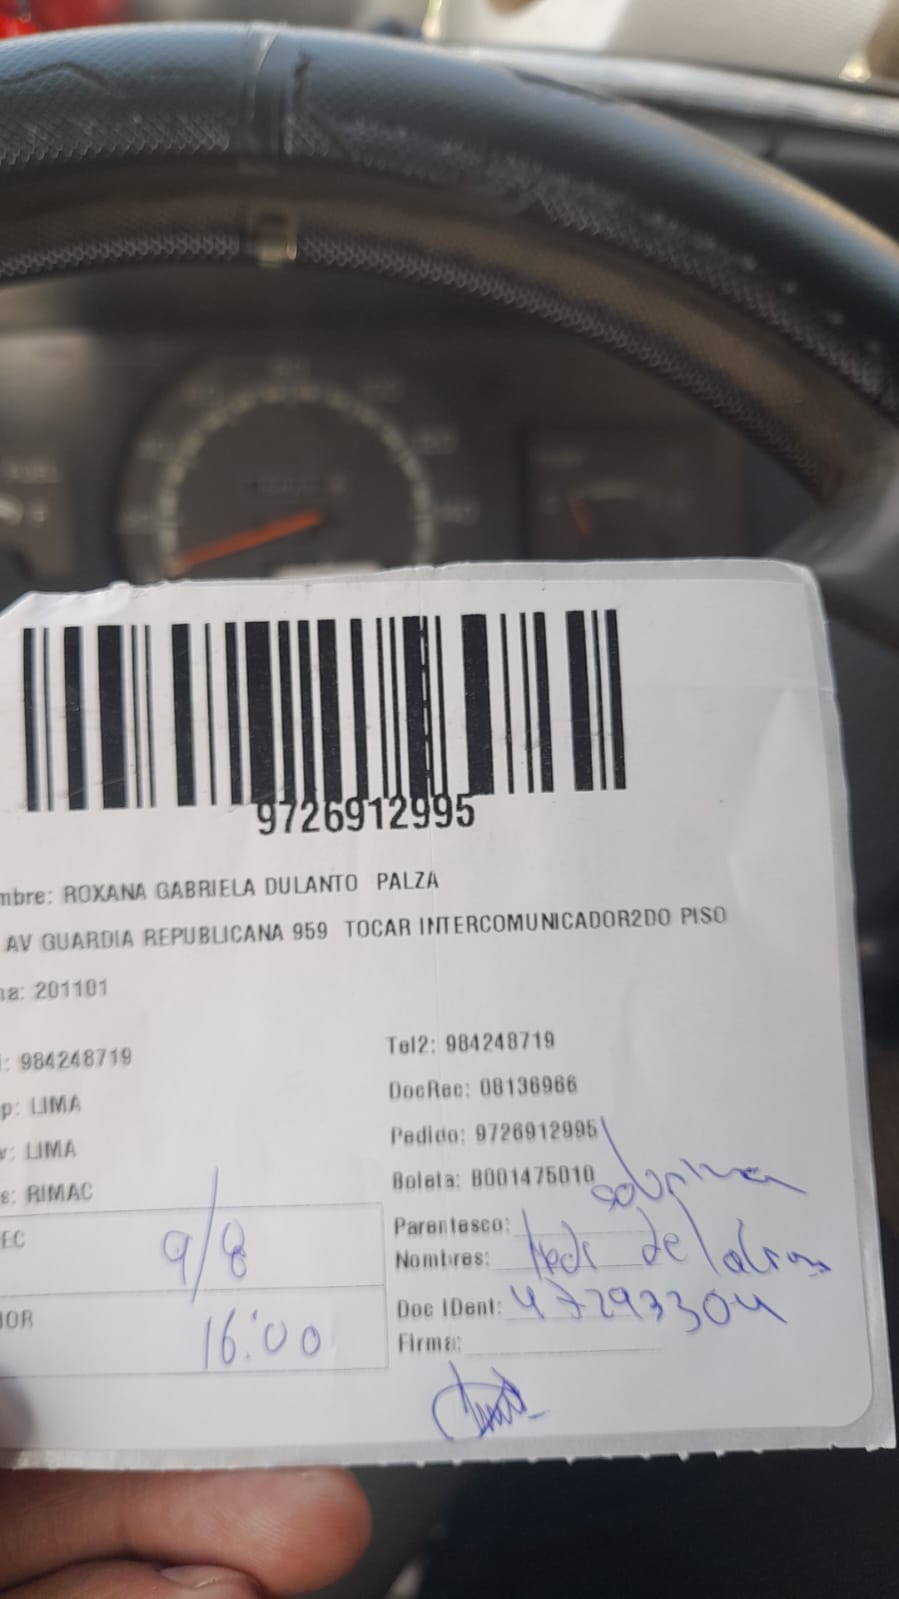 9726912995
mbre: ROXANA GABRIELA DULANTO PALZA
AV GUARDIA REPUBLICANA 959 TOCAR INTERCOMUNICADOR2DO PISO
na: 201101
: 984248719
Tel2: 984248719
p: LIMA
DocRec: 08136966
v: LIMA
Pedido: 9726912995
s: RIMAC
Boleta: B001475010
sobrina
EC 9/8
Parentesco:
Nombres: de
OR 16:00
Doc IDent: 47293304
Firma: